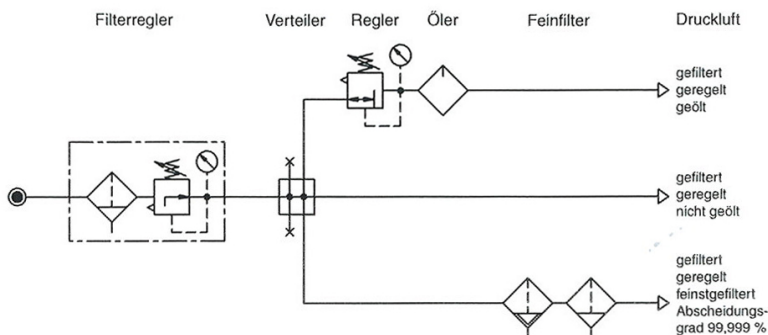 Filterregler Verteiler Regler Öler Feinfilter Druckluft
gefiltert
geregelt
geölt
gefiltert
geregelt
nicht geölt
gefiltert
geregelt
feinstgefiltert
Abscheidungs-
grad 99,999 %